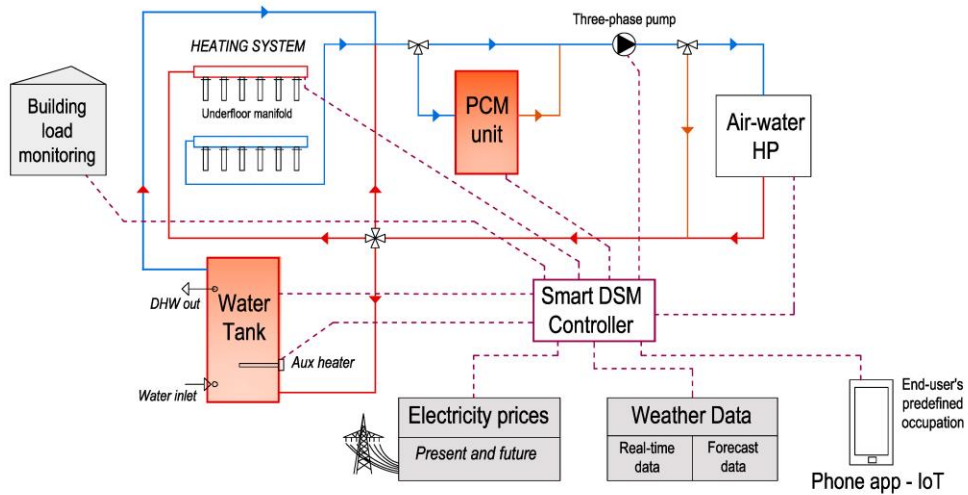 Three-phase pump
HEATING SYSTEM
Underfloor manifold
Building
load
monitoring
PCM
unit
Air-water
HP
DHW out
Water
Tank
Aux heater
Water inlet
Smart DSM
Controller
Electricity prices
Present and future
Weather Data
Real-time
data
Forecast
data
End-user's
predefined
occupation
Phone app - IoT